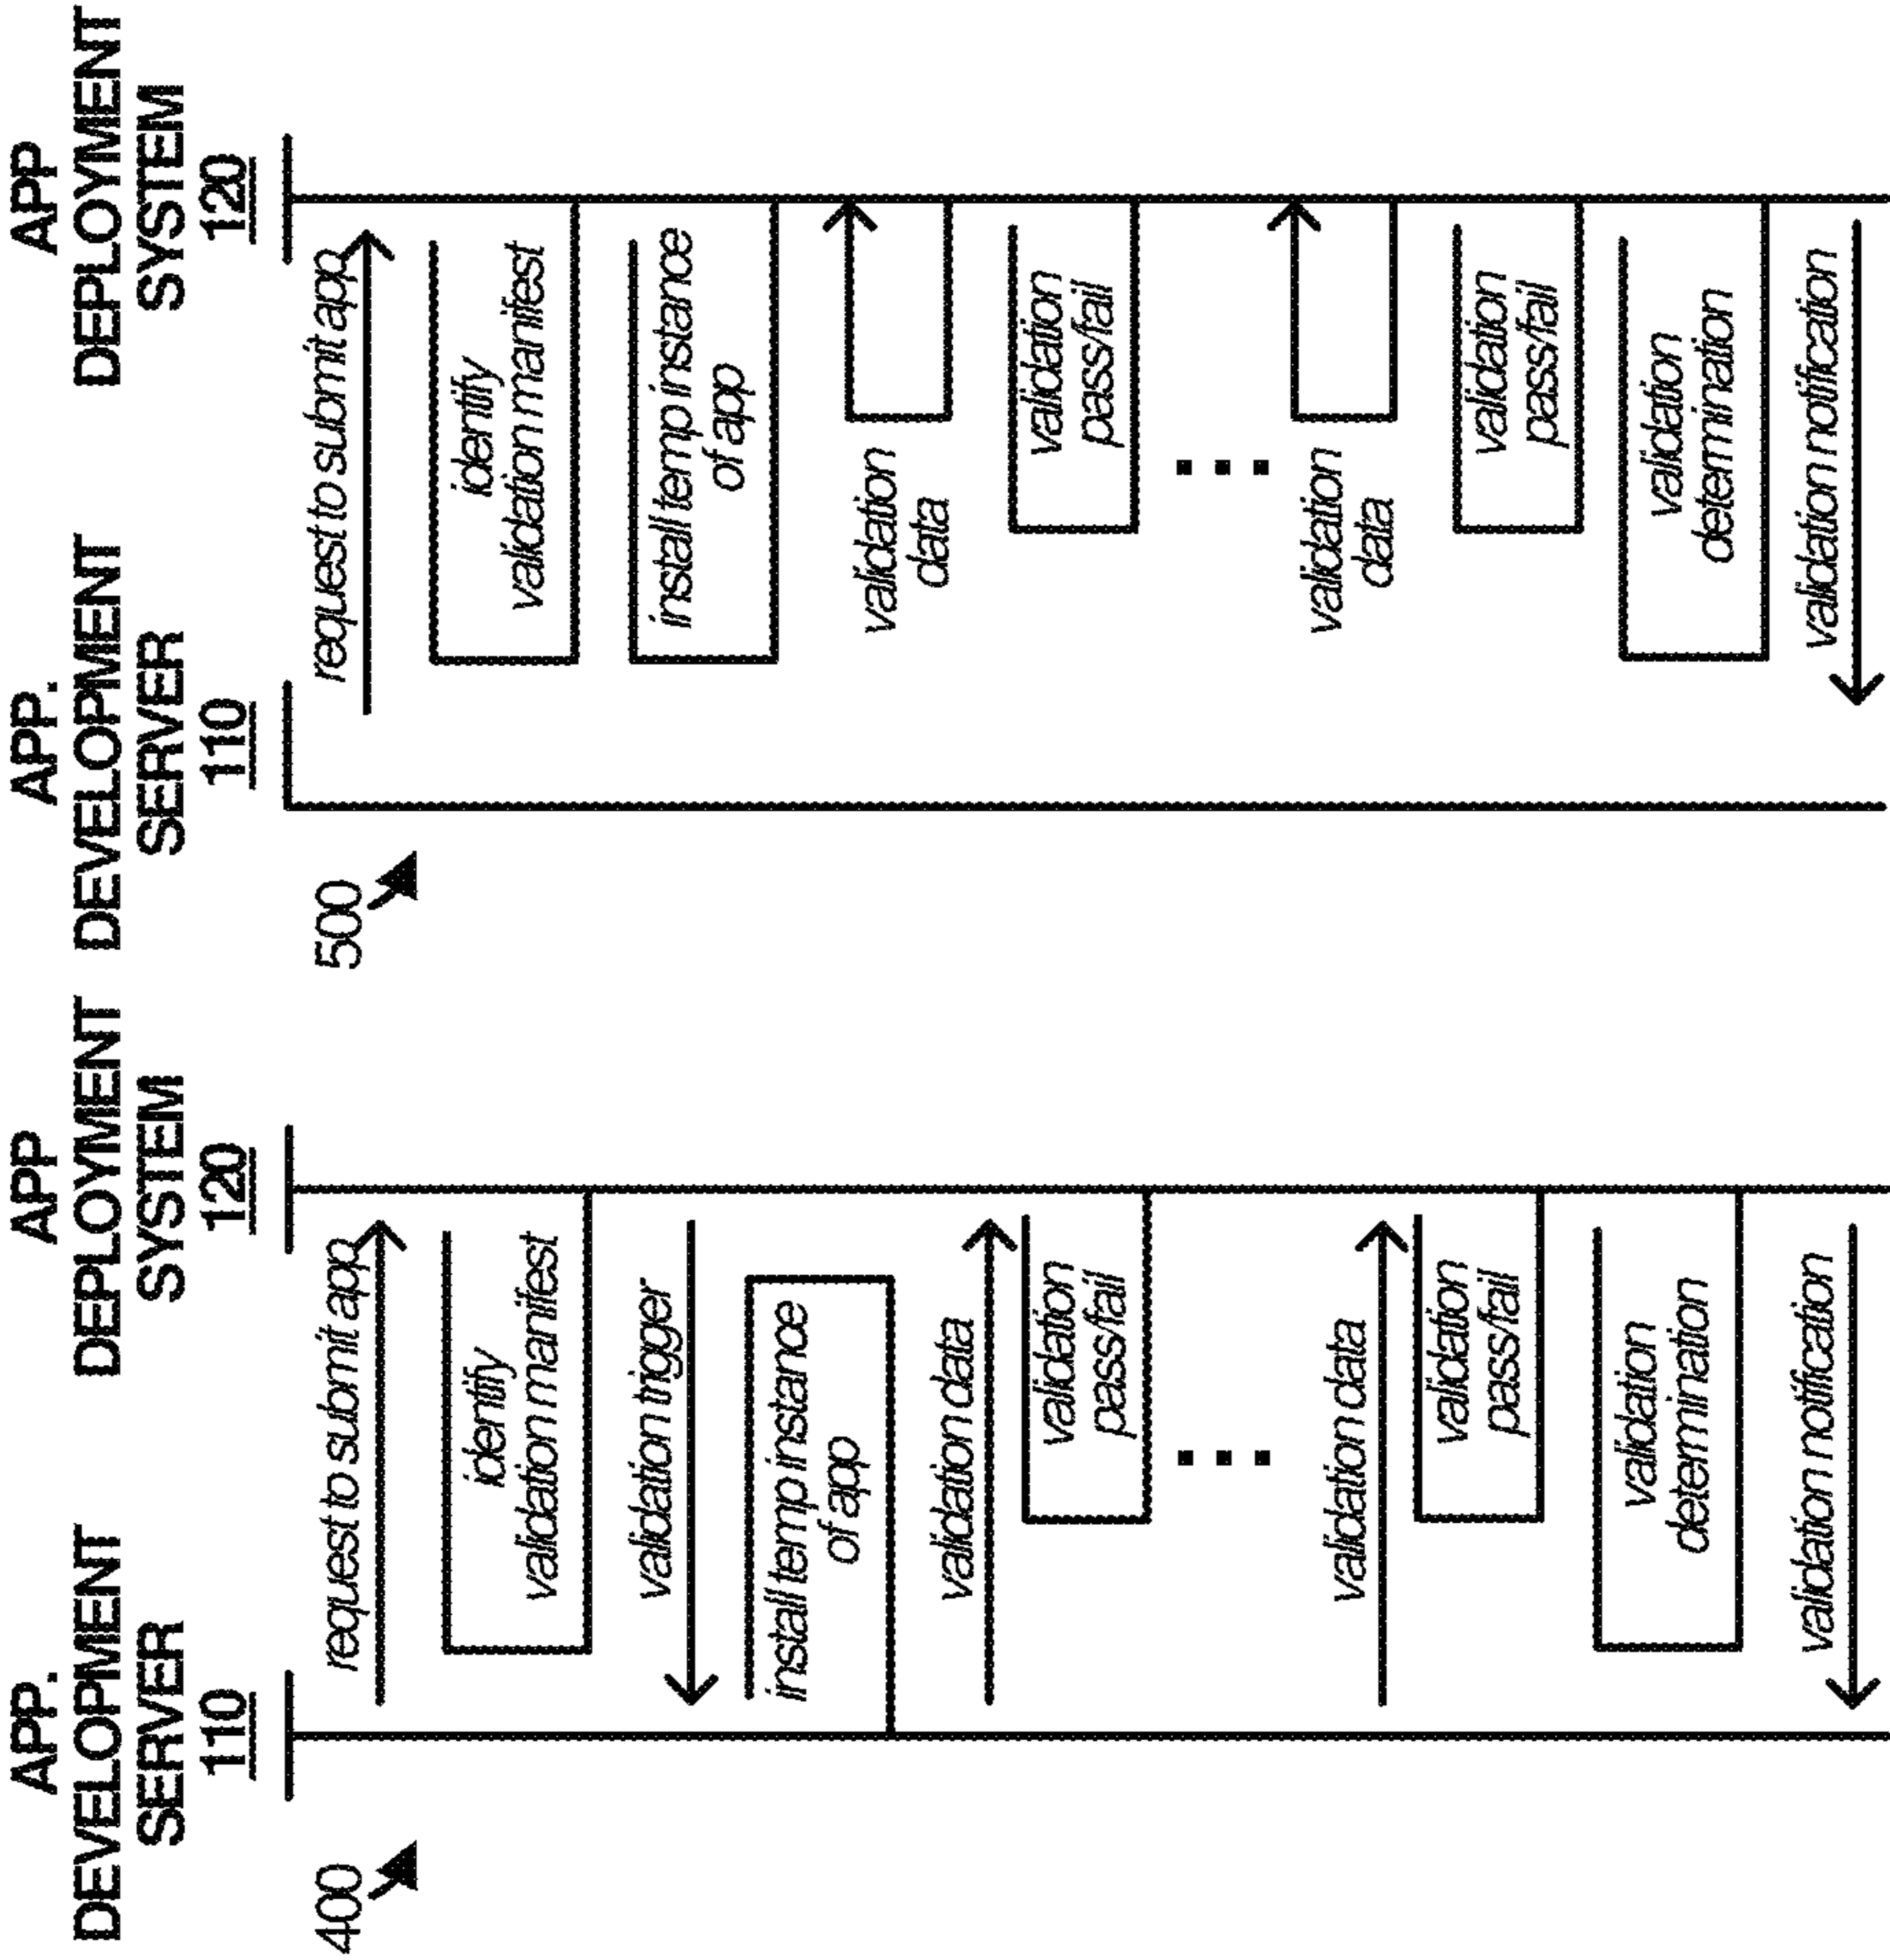 400
APP.
DEVELOPMENT
SERVER
110
APP
DEPLOYMENT
SYSTEM
120
request to submit app
identify
validation manifest
validation trigger
install temp instance
of app
validation data
validation
pass/fail
...
validation data
validation
pass/fail
validation
determination
validation notification
500
APP.
DEVELOPMENT
SERVER
110
APP
DEPLOYMENT
SYSTEM
120
request to submit app
identify
validation manifest
install temp instance
of app
validation
data
validation
pass/fail
...
validation
data
validation
pass/fail
validation
determination
validation notification